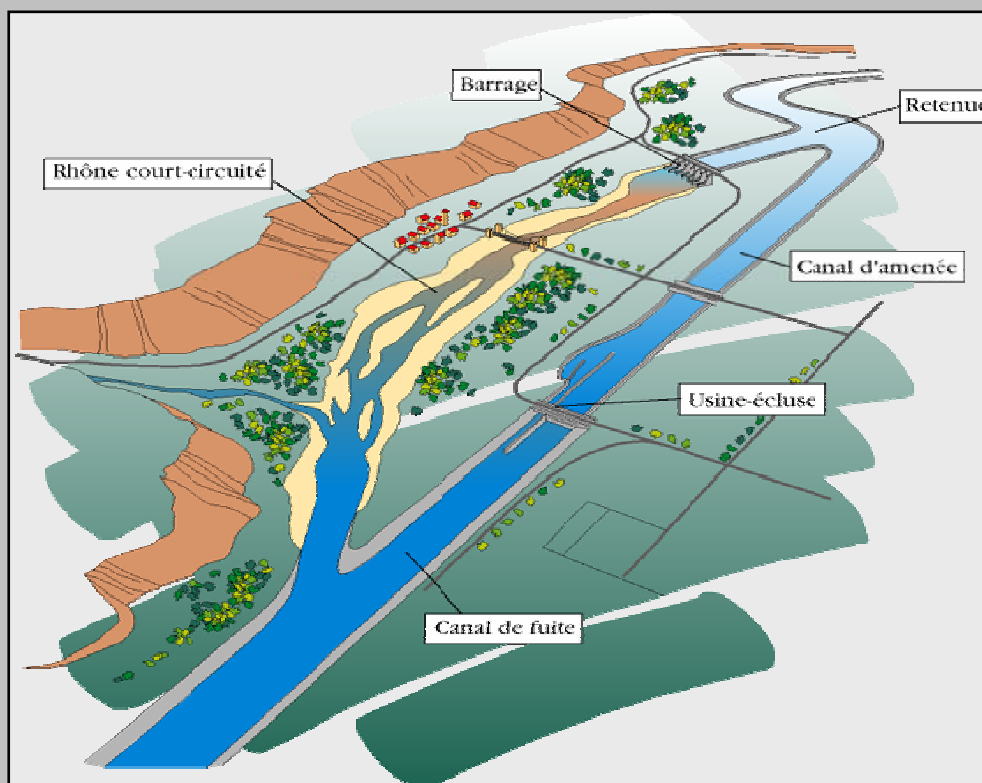 Barrage
Retenue
Rhône court-circuité
Canal d'amenée
Usine-écluse
Canal de fuite